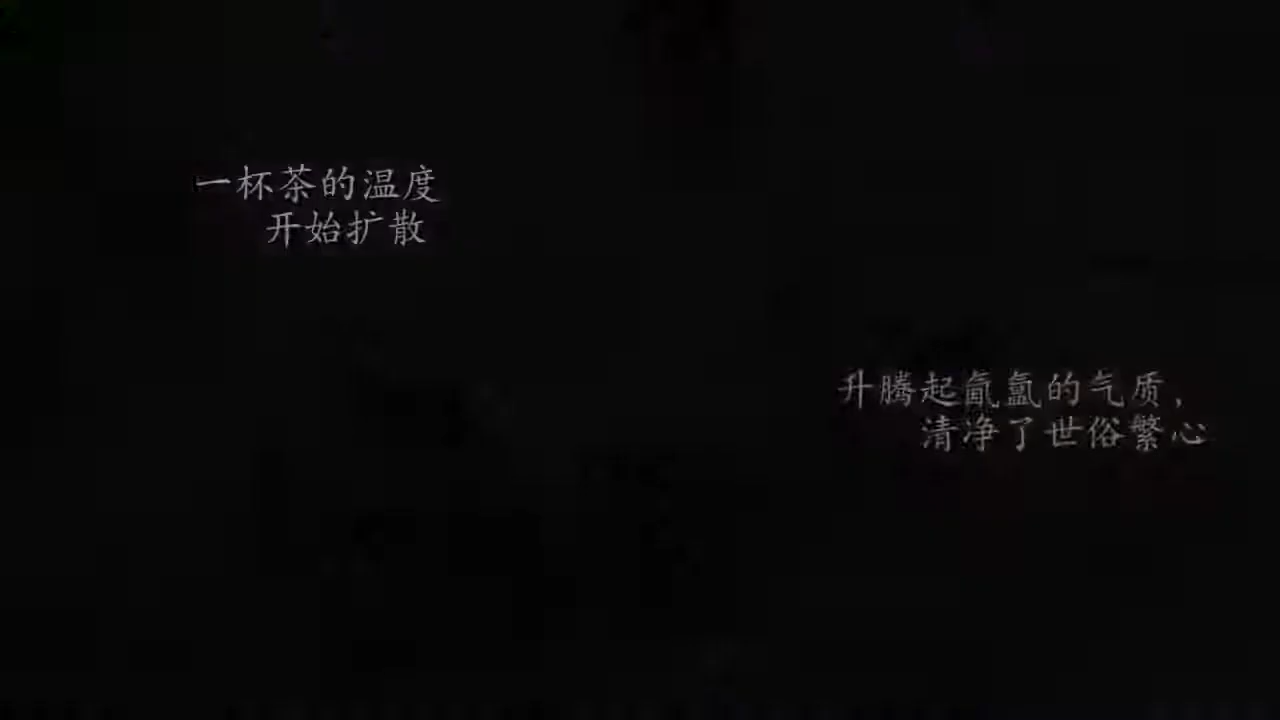 一杯茶的温度
开始扩散
升腾起氤氲的气质，
清净了世俗繁心